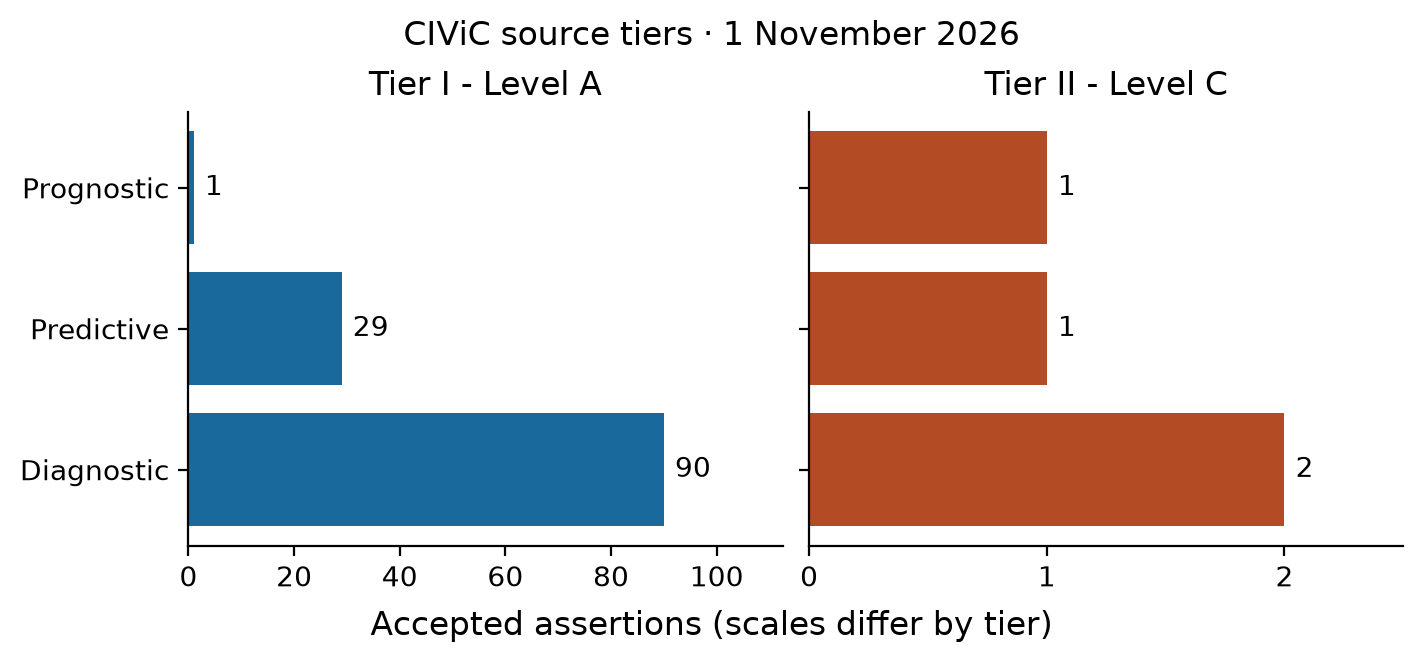 CIViC source tiers · 1 November 2026
Tier I - Level A
Prognostic
1
Predictive
29
Diagnostic
90
0 20 40 60 80 100
Tier II - Level C
1
1
2
0 1 2
Accepted assertions (scales differ by tier)